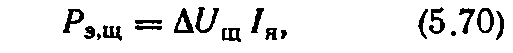 Pэ,щ = ΔUщ Iя, (5.70)